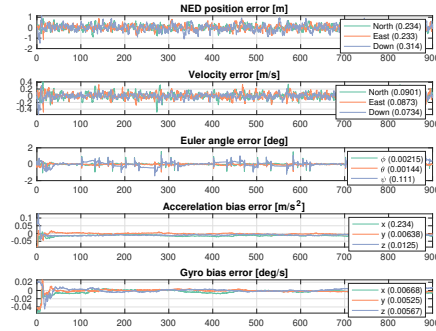 NED position error [m]
1
0
-1
-2
North (0.234)
East (0.233)
Down (0.314)
0 100 200 300 400 500 600 700 800 900
Velocity error [m/s]
0.4
0.2
0
-0.2
-0.4
North (0.0901)
East (0.0873)
Down (0.0734)
0 100 200 300 400 500 600 700 800 900
Euler angle error [deg]
2
0
-2
ϕ (0.00215)
θ (0.00144)
ψ (0.111)
0 100 200 300 400 500 600 700 800 900
Accerelation bias error [m/s²]
0.1
0.05
-0.05
x (0.234)
y (0.00638)
z (0.0125)
0 100 200 300 400 500 600 700 800 900
Gyro bias error [deg/s]
0.02
0
-0.02
-0.04
x (0.00668)
y (0.00525)
z (0.00567)
0 100 200 300 400 500 600 700 800 900